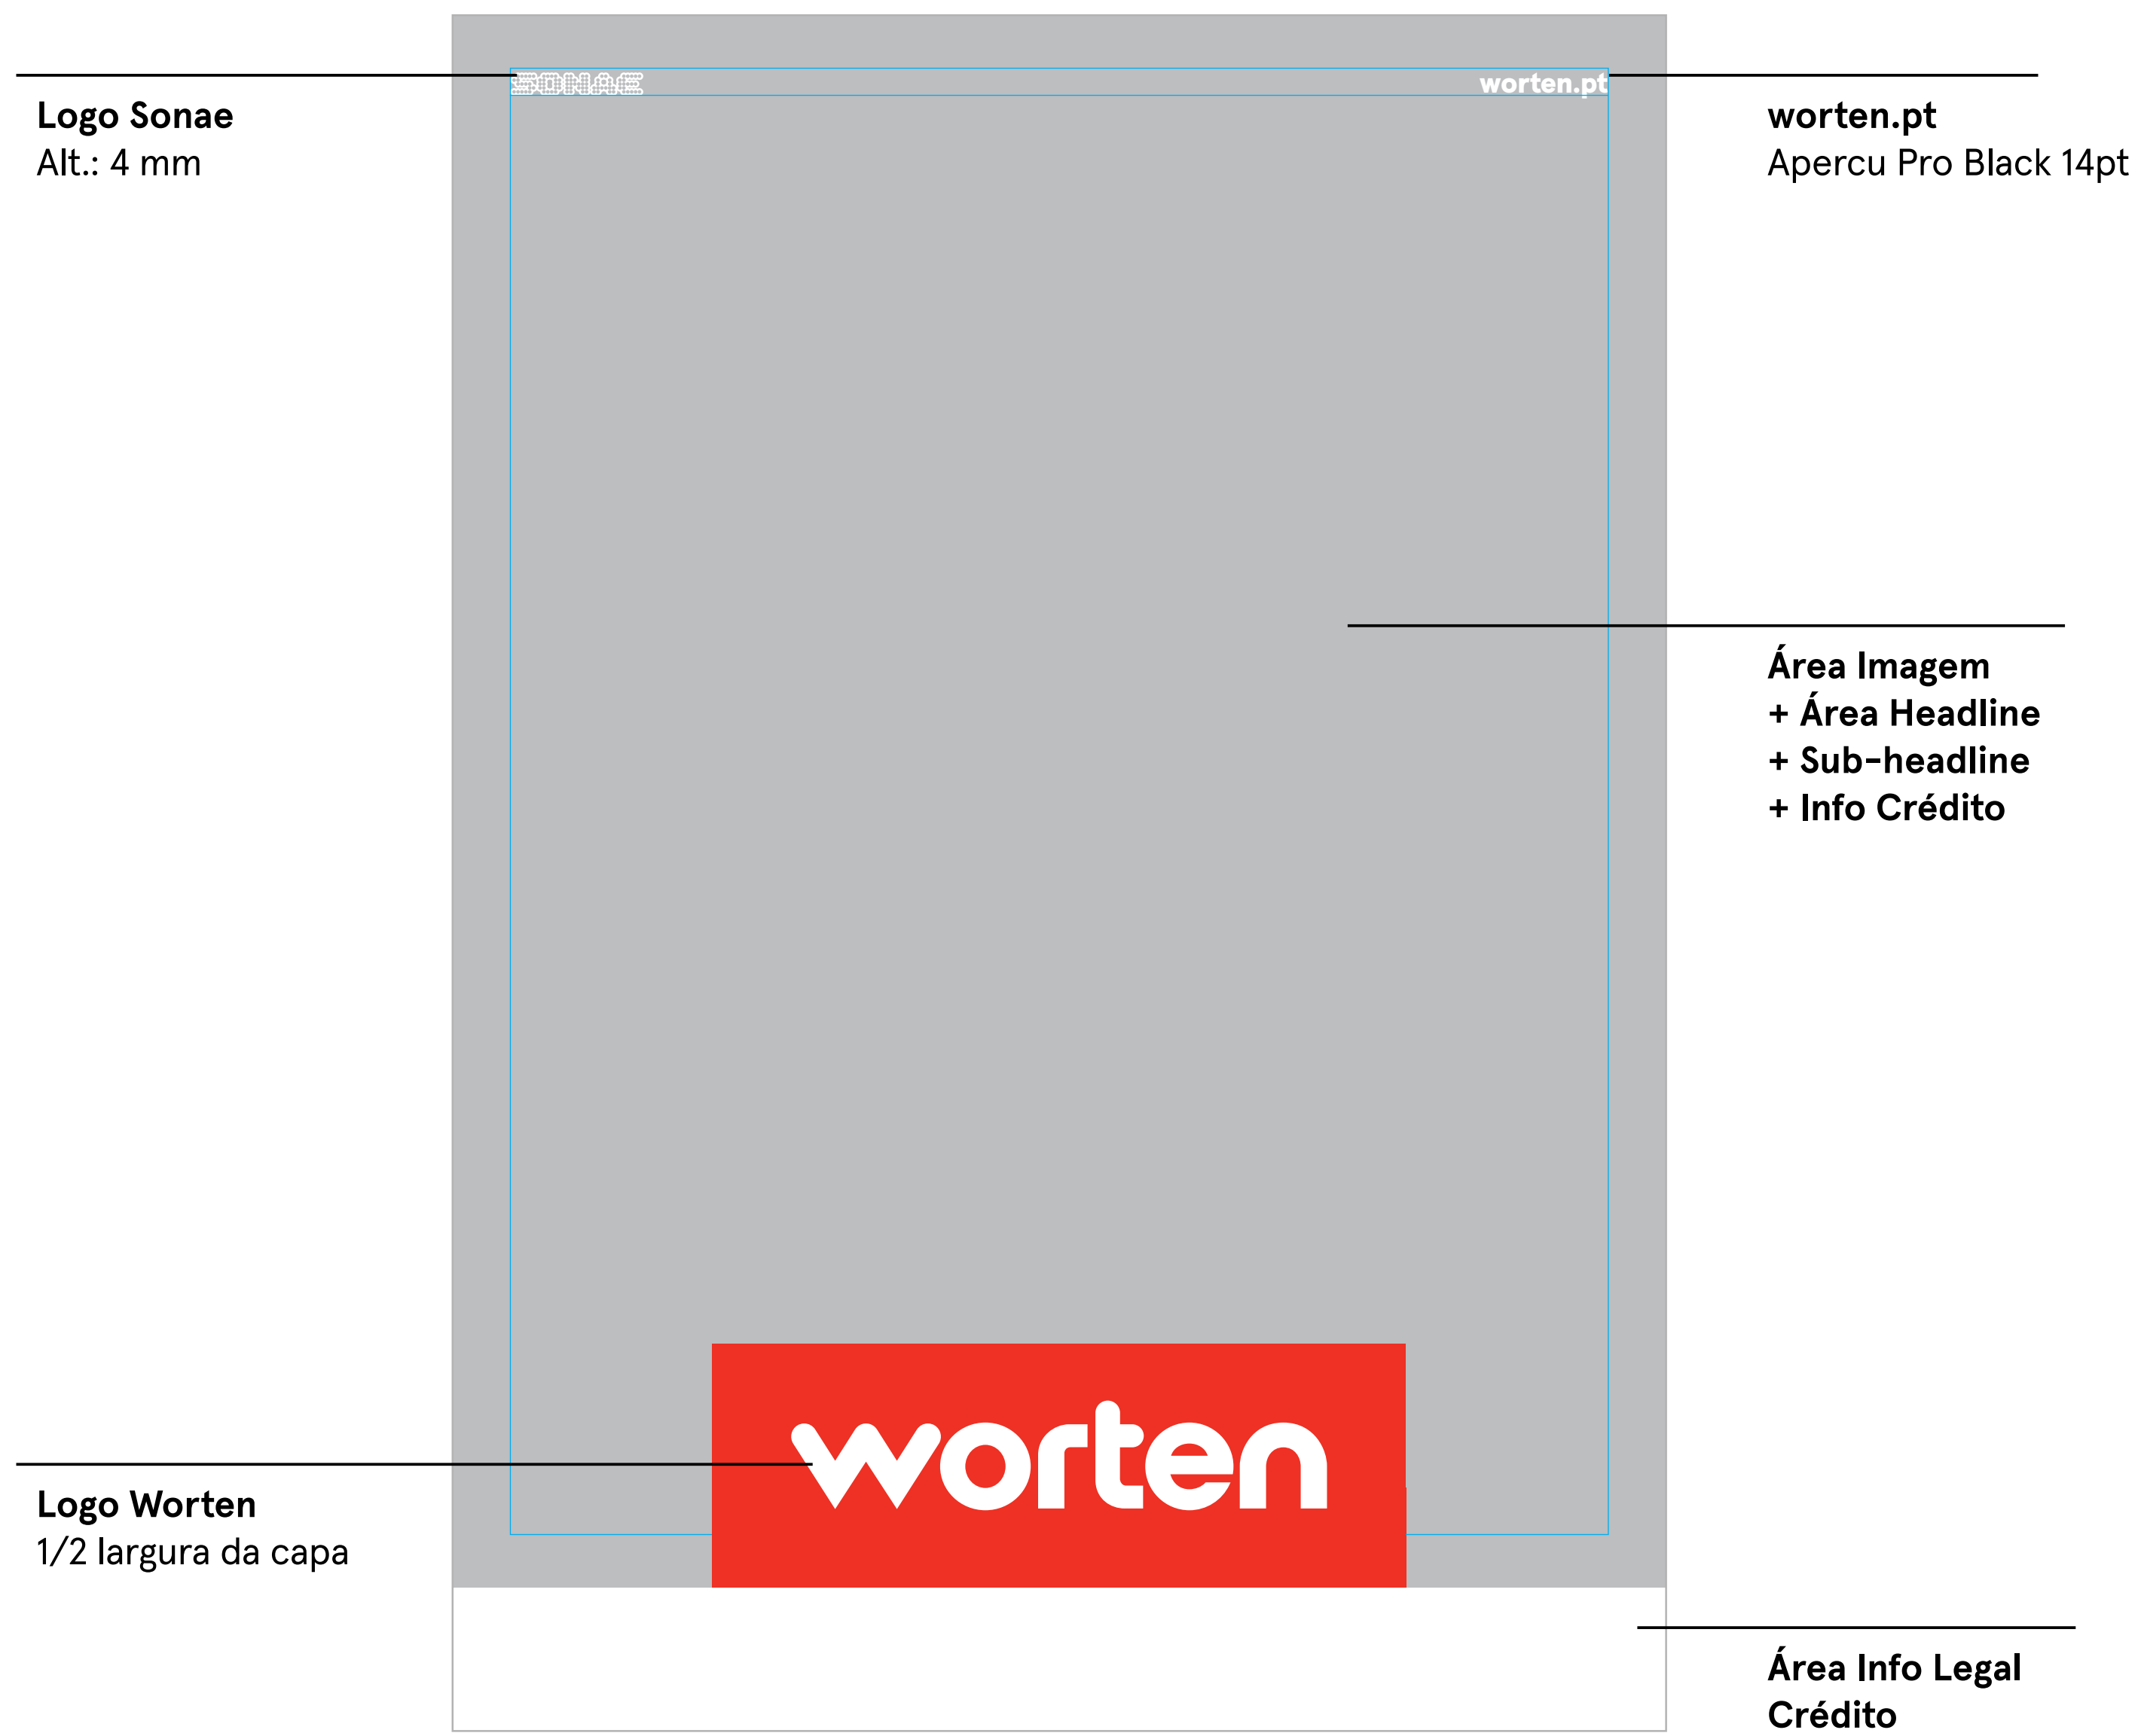 SONAE
worten.pt
Logo Sonae
Alt.: 4 mm
worten.pt
Apercu Pro Black 14pt
Área Imagem
+ Área Headline
+ Sub-headline
+ Info Crédito
worten
Logo Worten
1/2 largura da capa
Área Info Legal
Crédito